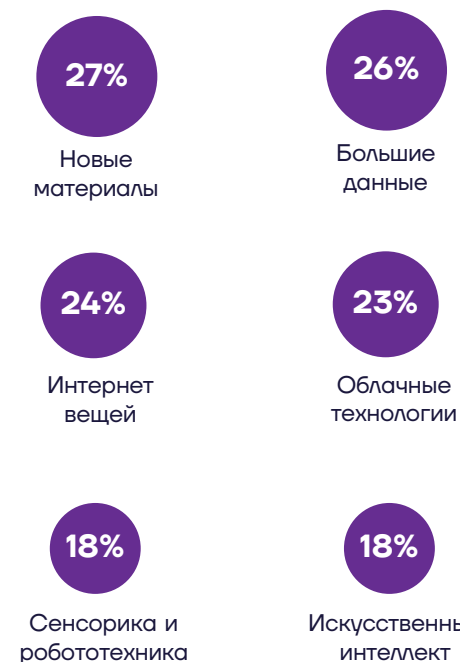 27%
Новые
материалы
26%
Большие
данные
24%
Интернет
вещей
23%
Облачные
технологии
18%
Сенсорика и
робототехника
18%
Искусственны
интеллект